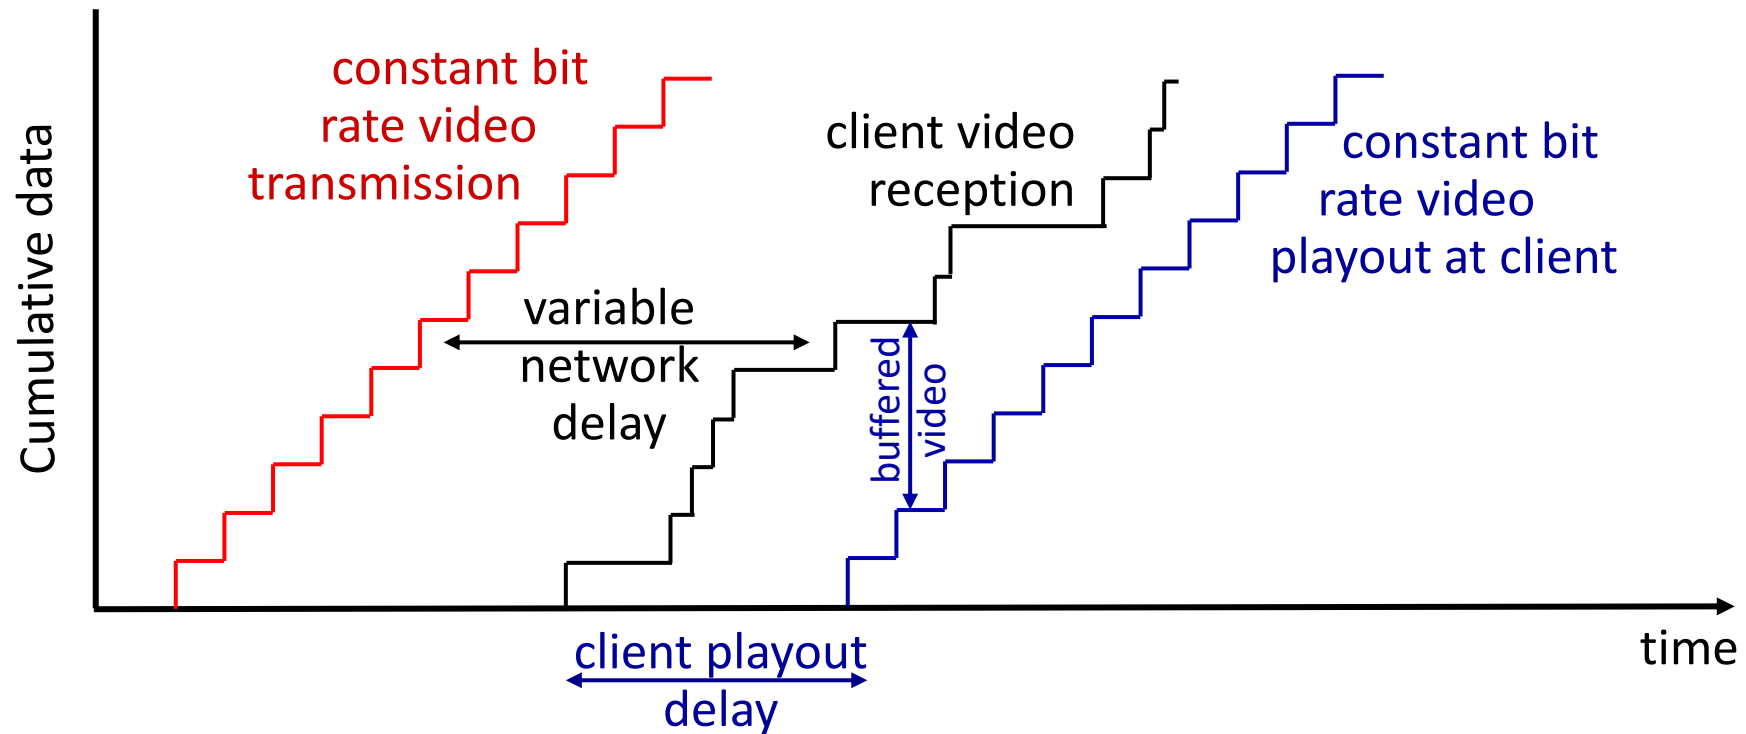 constant bit
rate video
transmission
client video
reception
constant bit
rate video
playout at client
variable
network
delay
buffered
video
Cumulative data
client playout
delay
time